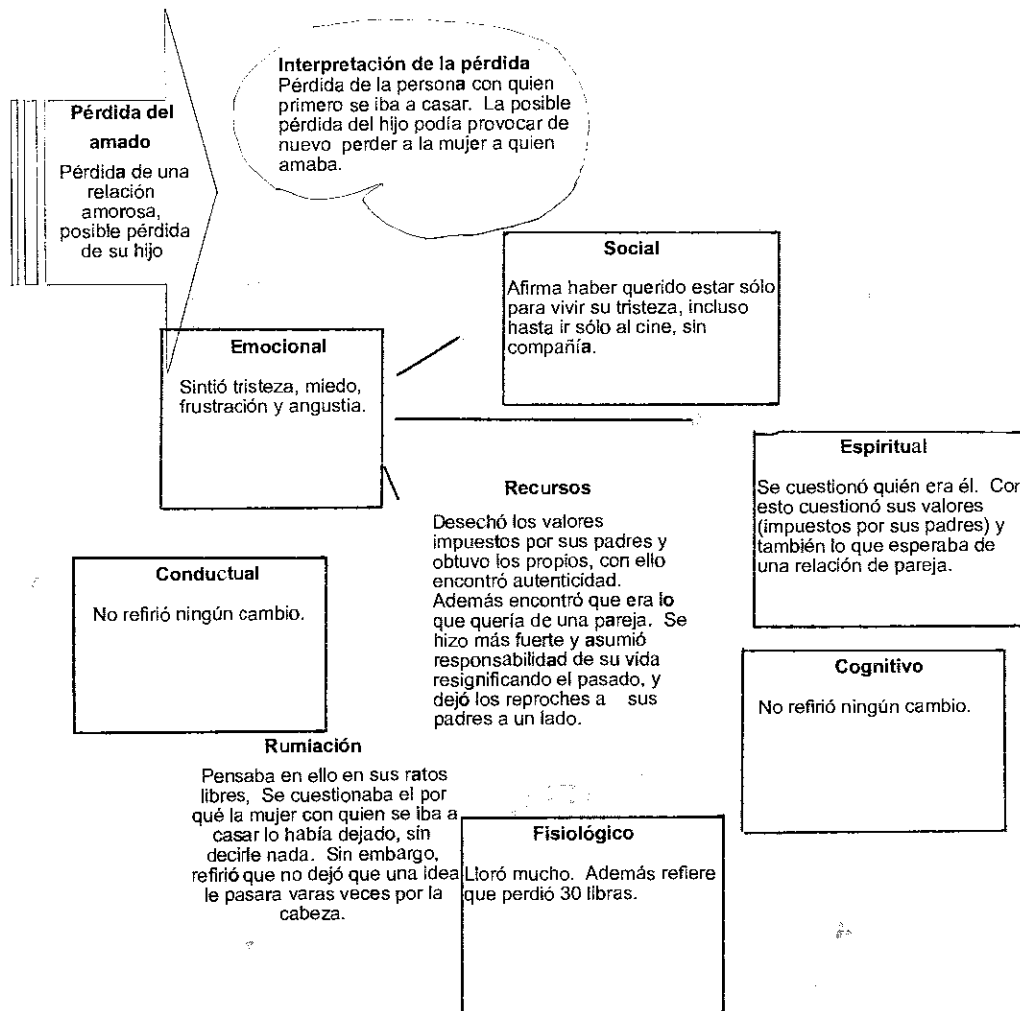 Interpretación de la pérdida
Pérdida de la persona con quien
primero se iba a casar. La posible
pérdida del hijo podía provocar de
nuevo perder a la mujer a quien
amaba.
Pérdida del
amado
Pérdida de una
relación
amorosa,
posible pérdida
de su hijo
Social
Afirma haber querido estar sólo
para vivir su tristeza, incluso
hasta ir sólo al cine, sin
compañía.
Emocional
Sintió tristeza, miedo,
frustración y angustia.
Espiritual
Se cuestionó quién era él. Con
esto cuestionó sus valores
(impuestos por sus padres) y
también lo que esperaba de
una relación de pareja.
Recursos
Desechó los valores
impuestos por sus padres y
obtuvo los propios, con ello
encontró autenticidad.
Además encontró que era lo
que quería de una pareja. Se
hizo más fuerte y asumió
responsabilidad de su vida
resignificando el pasado, y
dejó los reproches a sus
padres a un lado.
Conductual
No refirió ningún cambio.
Cognitivo
No refirió ningún cambio.
Rumiación
Pensaba en ello en sus ratos
libres, Se cuestionaba el por
qué la mujer con quien se iba a
casar lo había dejado, sin
decirle nada. Sin embargo,
refirió que no dejó que una idea
le pasara varas veces por la
cabeza.
Fisiológico
Lloró mucho. Además refiere
que perdió 30 libras.